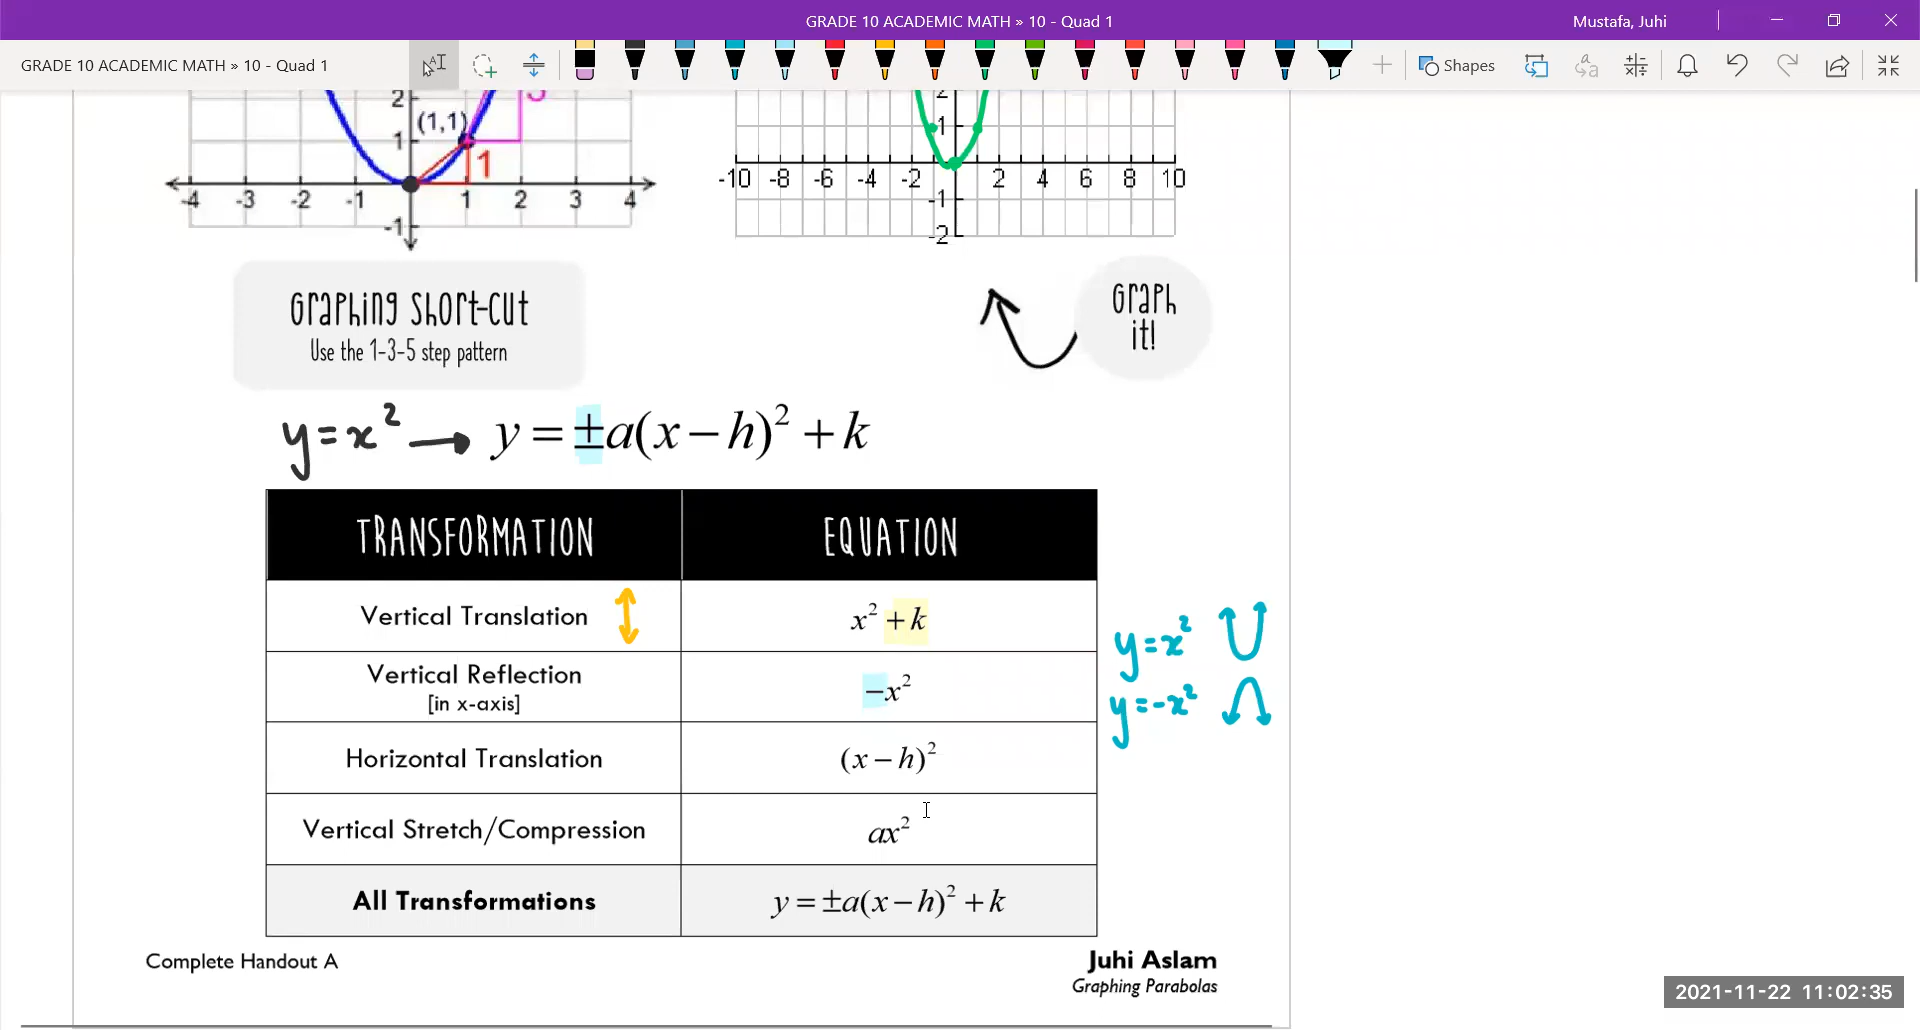 GRADE 10 ACADEMIC MATH » 10 - Quad 1
Mustafa, Juhi
GRADE 10 ACADEMIC MATH » 10 - Quad 1
Shapes
2
(1,1)
1
1
-4 -3 -2 -1 1 2 3 4
-1
2
1
-10 -8 -6 -4 -2 2 4 6 8 10
-1
-2
Graphing Short-cut
Use the 1-3-5 step pattern
Graph
it!
y=x² → y = ±a(x − h)² + k
TRANSFORMATION EQUATION
Vertical Translation x² + k
Vertical Reflection
[in x-axis]
−x²
Horizontal Translation (x − h)²
Vertical Stretch/Compression ax²
All Transformations y = ±a(x − h)² + k
y=x²
y=-x²
Complete Handout A
Juhi Aslam
Graphing Parabolas
2021-11-22 11:02:35